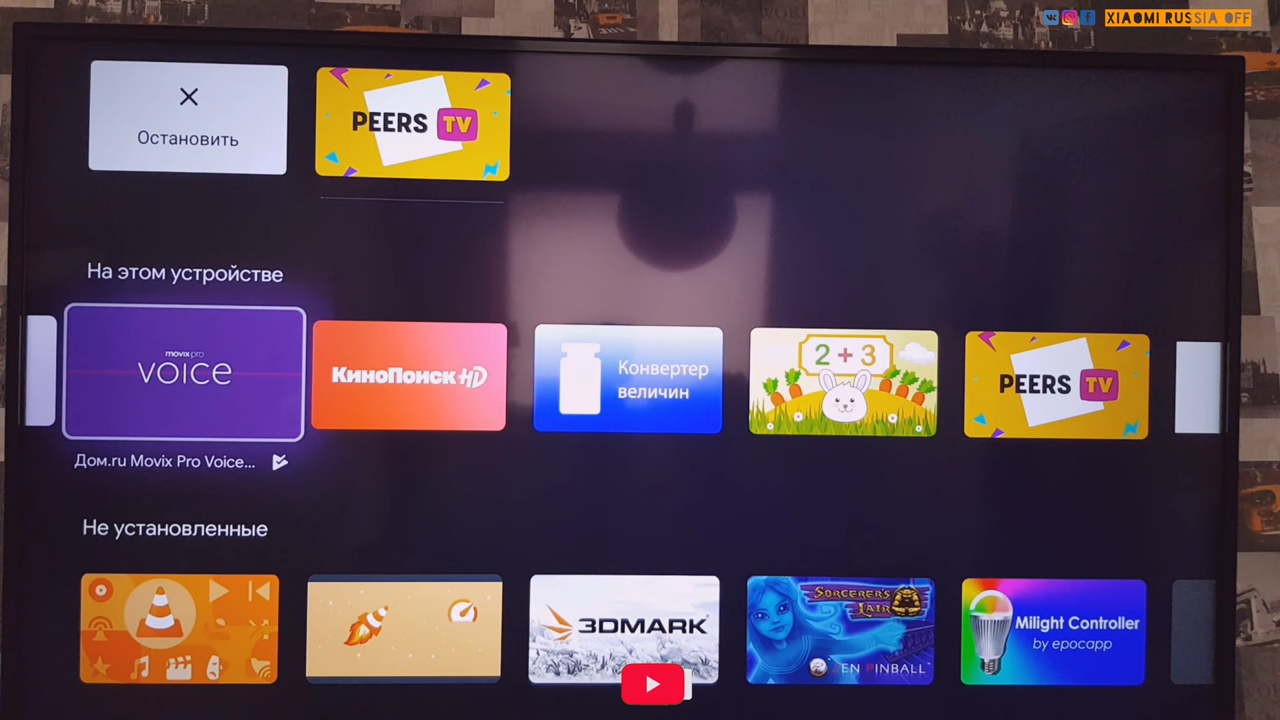 XIAOMI RUSSIA OFF
Остановить
PEERS TV
На этом устройстве
movix·pro
voice
КиноПоиск HD
Конвертер
величин
2 + 3
PEERS TV
Дом.ru Movix Pro Voice...
Не установленные
3DMARK
SORCERER'S
LAIR
ZEN PINBALL
Milight Controller
by epocapp